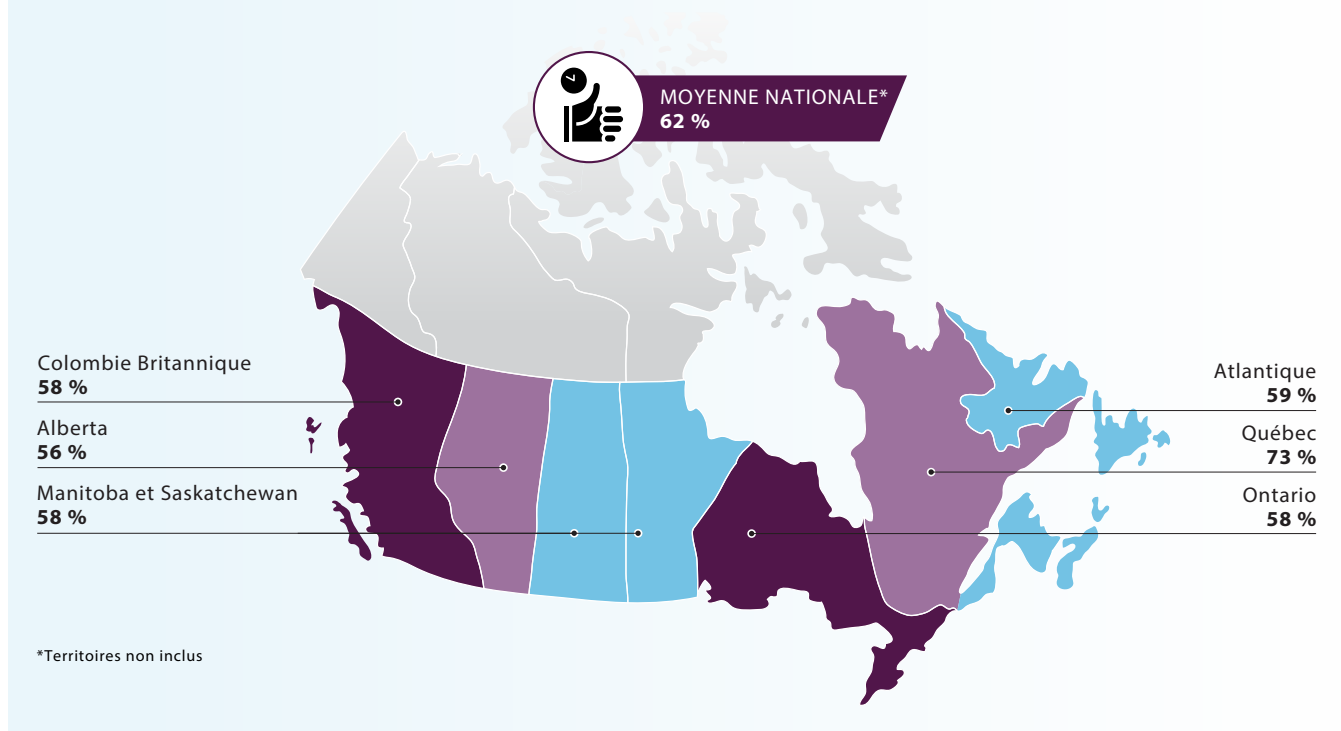 MOYENNE NATIONALE*
62 %
Colombie Britannique
58 %
Alberta
56 %
Manitoba et Saskatchewan
58 %
Atlantique
59 %
Québec
73 %
Ontario
58 %
*Territoires non inclus